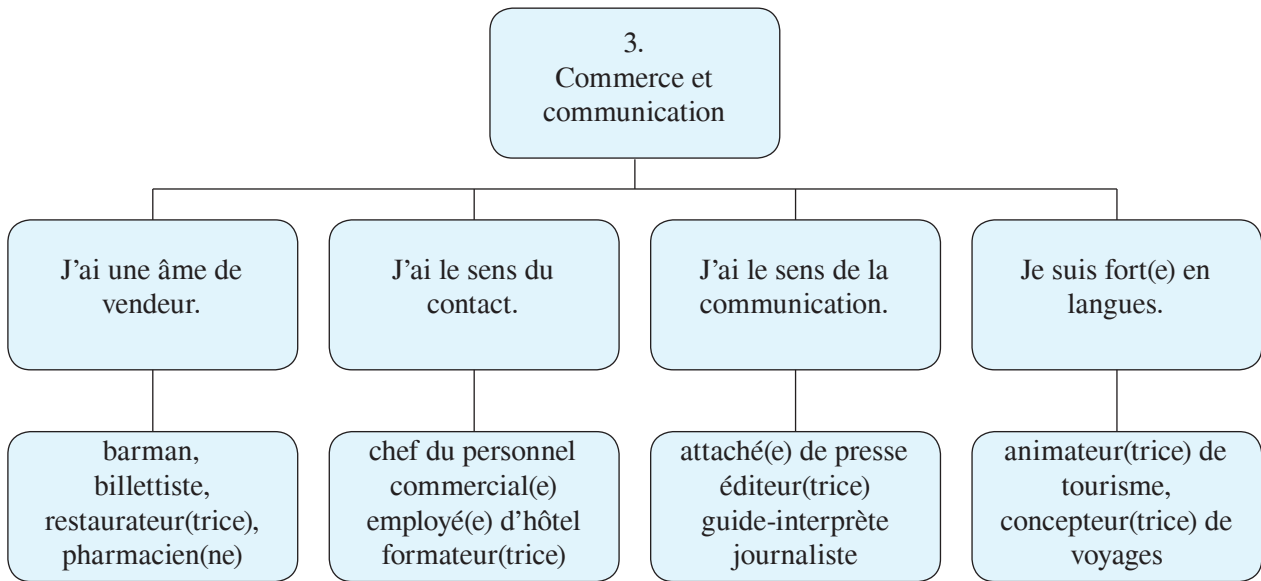 3.
Commerce et
communication
J’ai une âme de
vendeur.
J’ai le sens du
contact.
J’ai le sens de la
communication.
Je suis fort(e) en
langues.
barman,
billettiste,
restaurateur(trice),
pharmacien(ne)
chef du personnel
commercial(e)
employé(e) d’hôtel
formateur(trice)
attaché(e) de presse
éditeur(trice)
guide-interprète
journaliste
animateur(trice) de
tourisme,
concepteur(trice) de
voyages